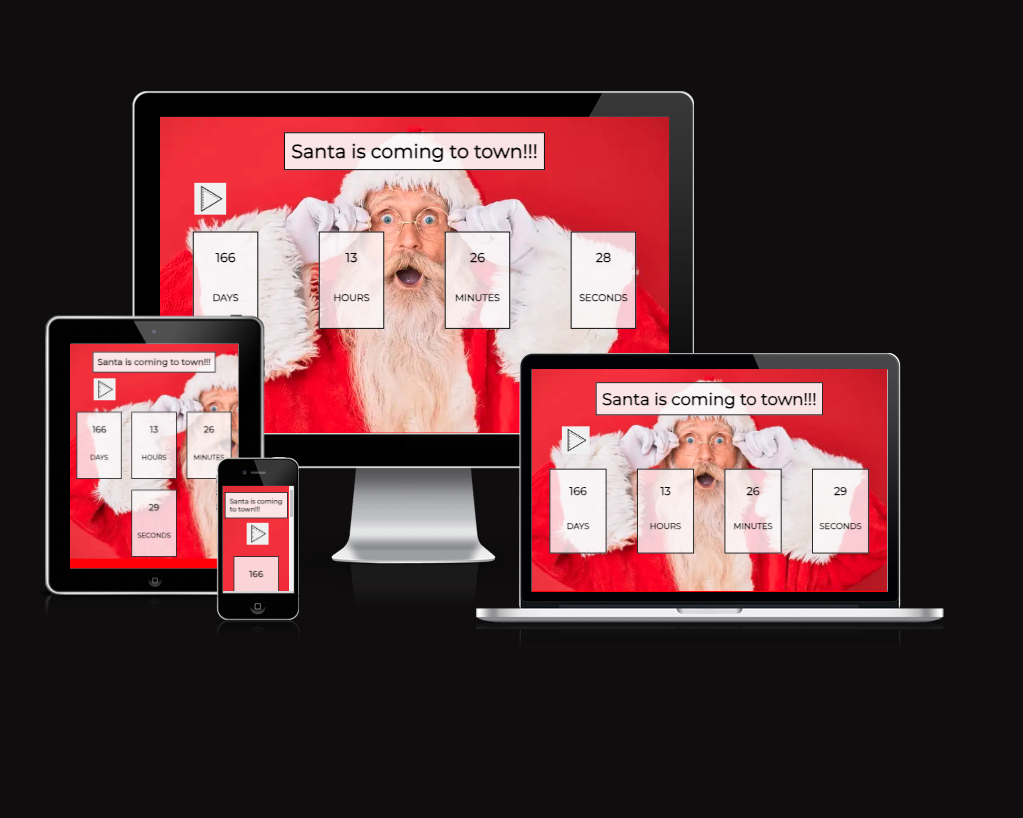 Santa is coming to town!!!
166
13
26
28
DAYS
HOURS
MINUTES
SECONDS
Santa is coming to town!!!
166
13
26
DAYS
HOURS
MINUTES
29
SECONDS
Santa is coming
to town!!!
166
Santa is coming to town!!!
166
13
26
29
DAYS
HOURS
MINUTES
SECONDS